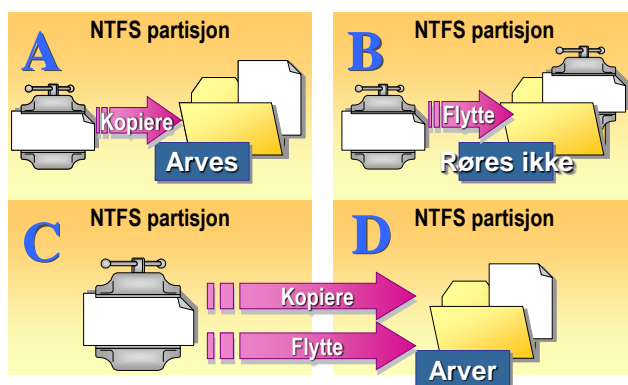 NTFS partisjon
A
Kopiere
Arves
NTFS partisjon
B
Flytte
Røres ikke
NTFS partisjon
C
NTFS partisjon
D
Kopiere
Flytte
Arver